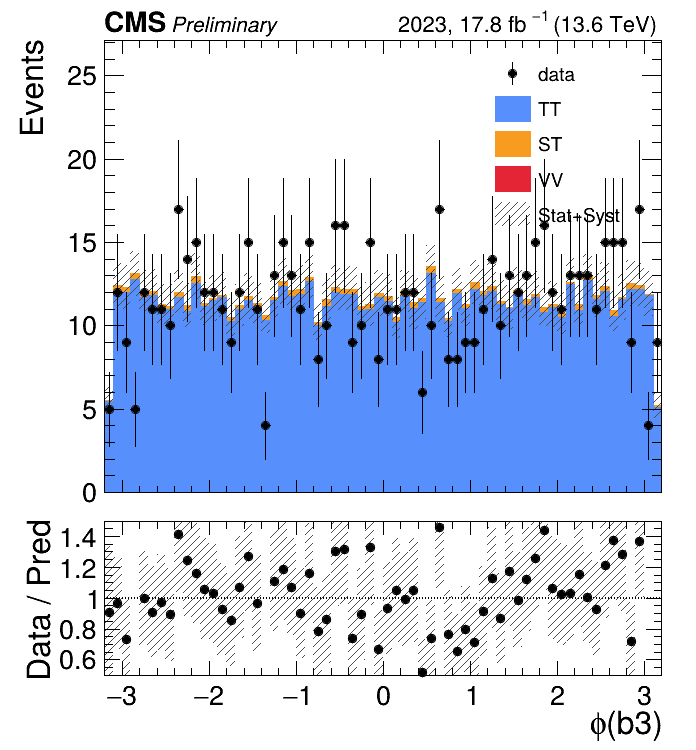 CMS Preliminary 2023, 17.8 fb⁻¹ (13.6 TeV)
Events
25
20
15
10
5
0
data
TT
ST
VV
Stat+Syst
Data / Pred
1.4
1.2
1
0.8
0.6
−3 −2 −1 0 1 2 3
ϕ(b3)